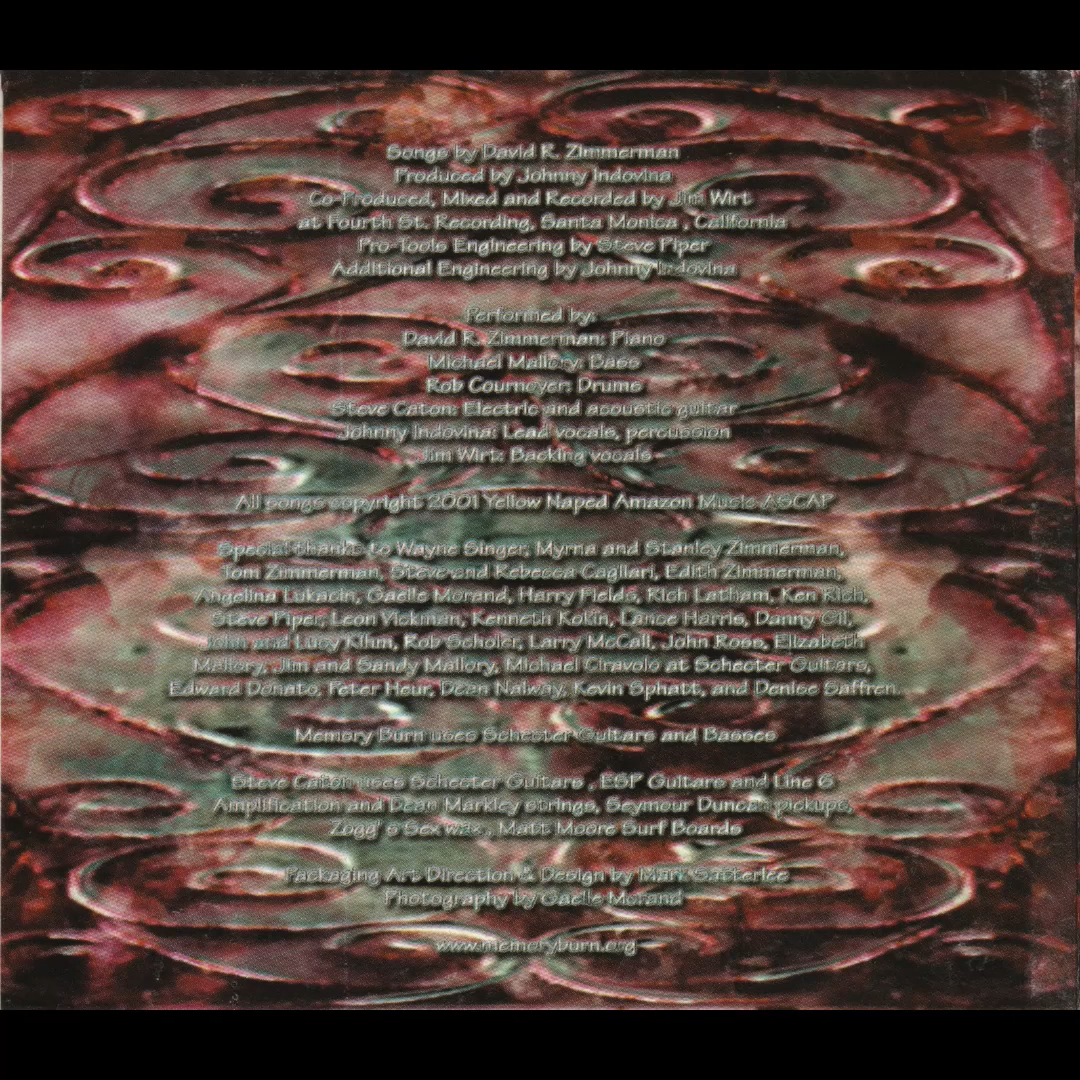 Songs by David R. Zimmerman
Produced by Johnny Indovina
Co-Produced, Mixed and Recorded by Jim Wirt
at Fourth St. Recording, Santa Monica , California
Pro-Tools Engineering by Steve Piper
Additional Engineering by Johnny Indovina
Performed by:
David R. Zimmerman: Piano
Michael Mallory: Bass
Rob Cournoyer: Drums
Steve Caton: Electric and acoustic guitar
Johnny Indovina: Lead vocals, percussion
Jim Wirt: Backing vocals
All songs copyright 2001 Yellow Naped Amazon Music ASCAP
Special thanks to Wayne Singer, Myrna and Stanley Zimmerman,
Tom Zimmerman, Steve and Rebecca Cagliari, Edith Zimmerman,
Angelina Lukacin, Gaelle Morand, Harry Fields, Rich Latham, Ken Rich,
Steve Piper, Leon Vickman, Kenneth Kokin, Lance Harris, Danny Gil,
John and Lucy Kihm, Rob Scholer, Larry McCall, John Ross, Elizabeth
Mallory, Jim and Sandy Mallory, Michael Ciravolo at Schecter Guitars,
Edward Donato, Peter Heur, Dean Nalway, Kevin Sphatt, and Denise Saffren.
Memory Burn uses Schester Guitars and Basses
Steve Caton uses Schecter Guitars , ESP Guitars and Line 6
Amplification and Dean Markley strings, Seymour Duncan pickups,
Zogg's Sex wax , Matt Moore Surf Boards
Packaging Art Direction & Design by Mark Satterlee
Photography by Gaelle Morand
www.memoryburn.org